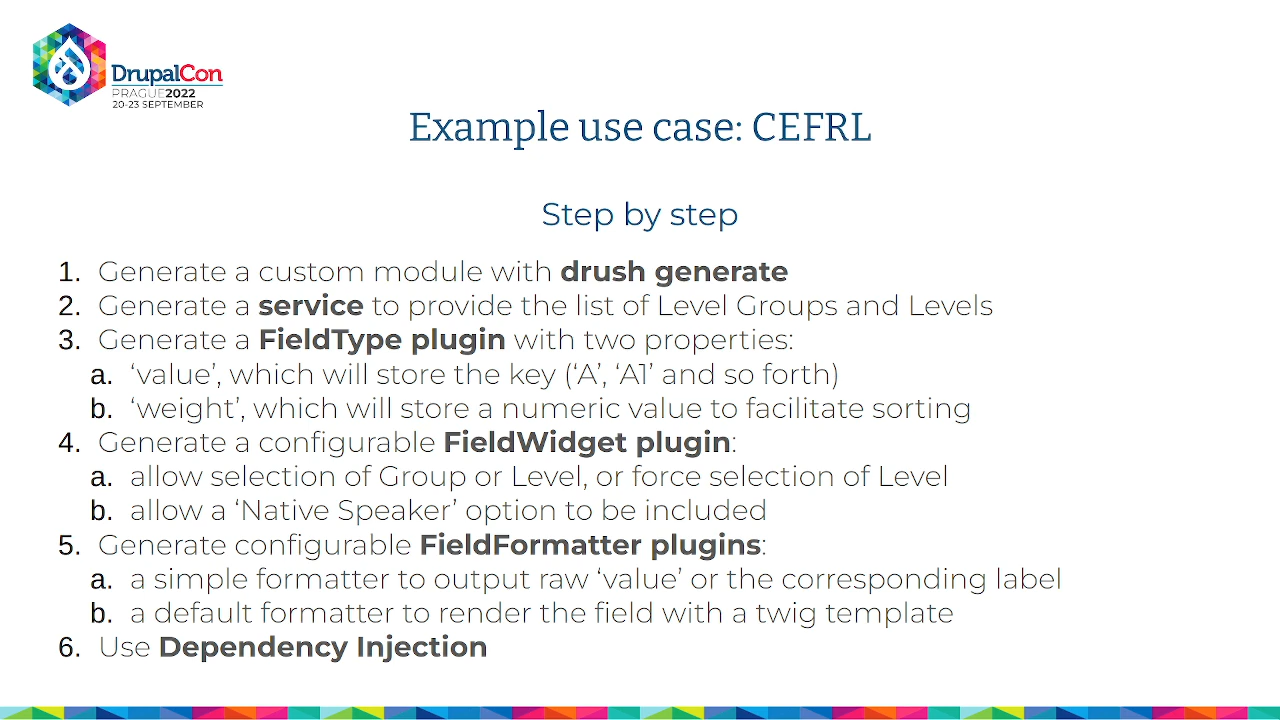 DrupalCon
PRAGUE2022
20-23 SEPTEMBER
Example use case: CEFRL
Step by step
1. Generate a custom module with drush generate
2. Generate a service to provide the list of Level Groups and Levels
3. Generate a FieldType plugin with two properties:
a. ‘value’, which will store the key (‘A’, ‘A1’ and so forth)
b. ‘weight’, which will store a numeric value to facilitate sorting
4. Generate a configurable FieldWidget plugin:
a. allow selection of Group or Level, or force selection of Level
b. allow a ‘Native Speaker’ option to be included
5. Generate configurable FieldFormatter plugins:
a. a simple formatter to output raw ‘value’ or the corresponding label
b. a default formatter to render the field with a twig template
6. Use Dependency Injection